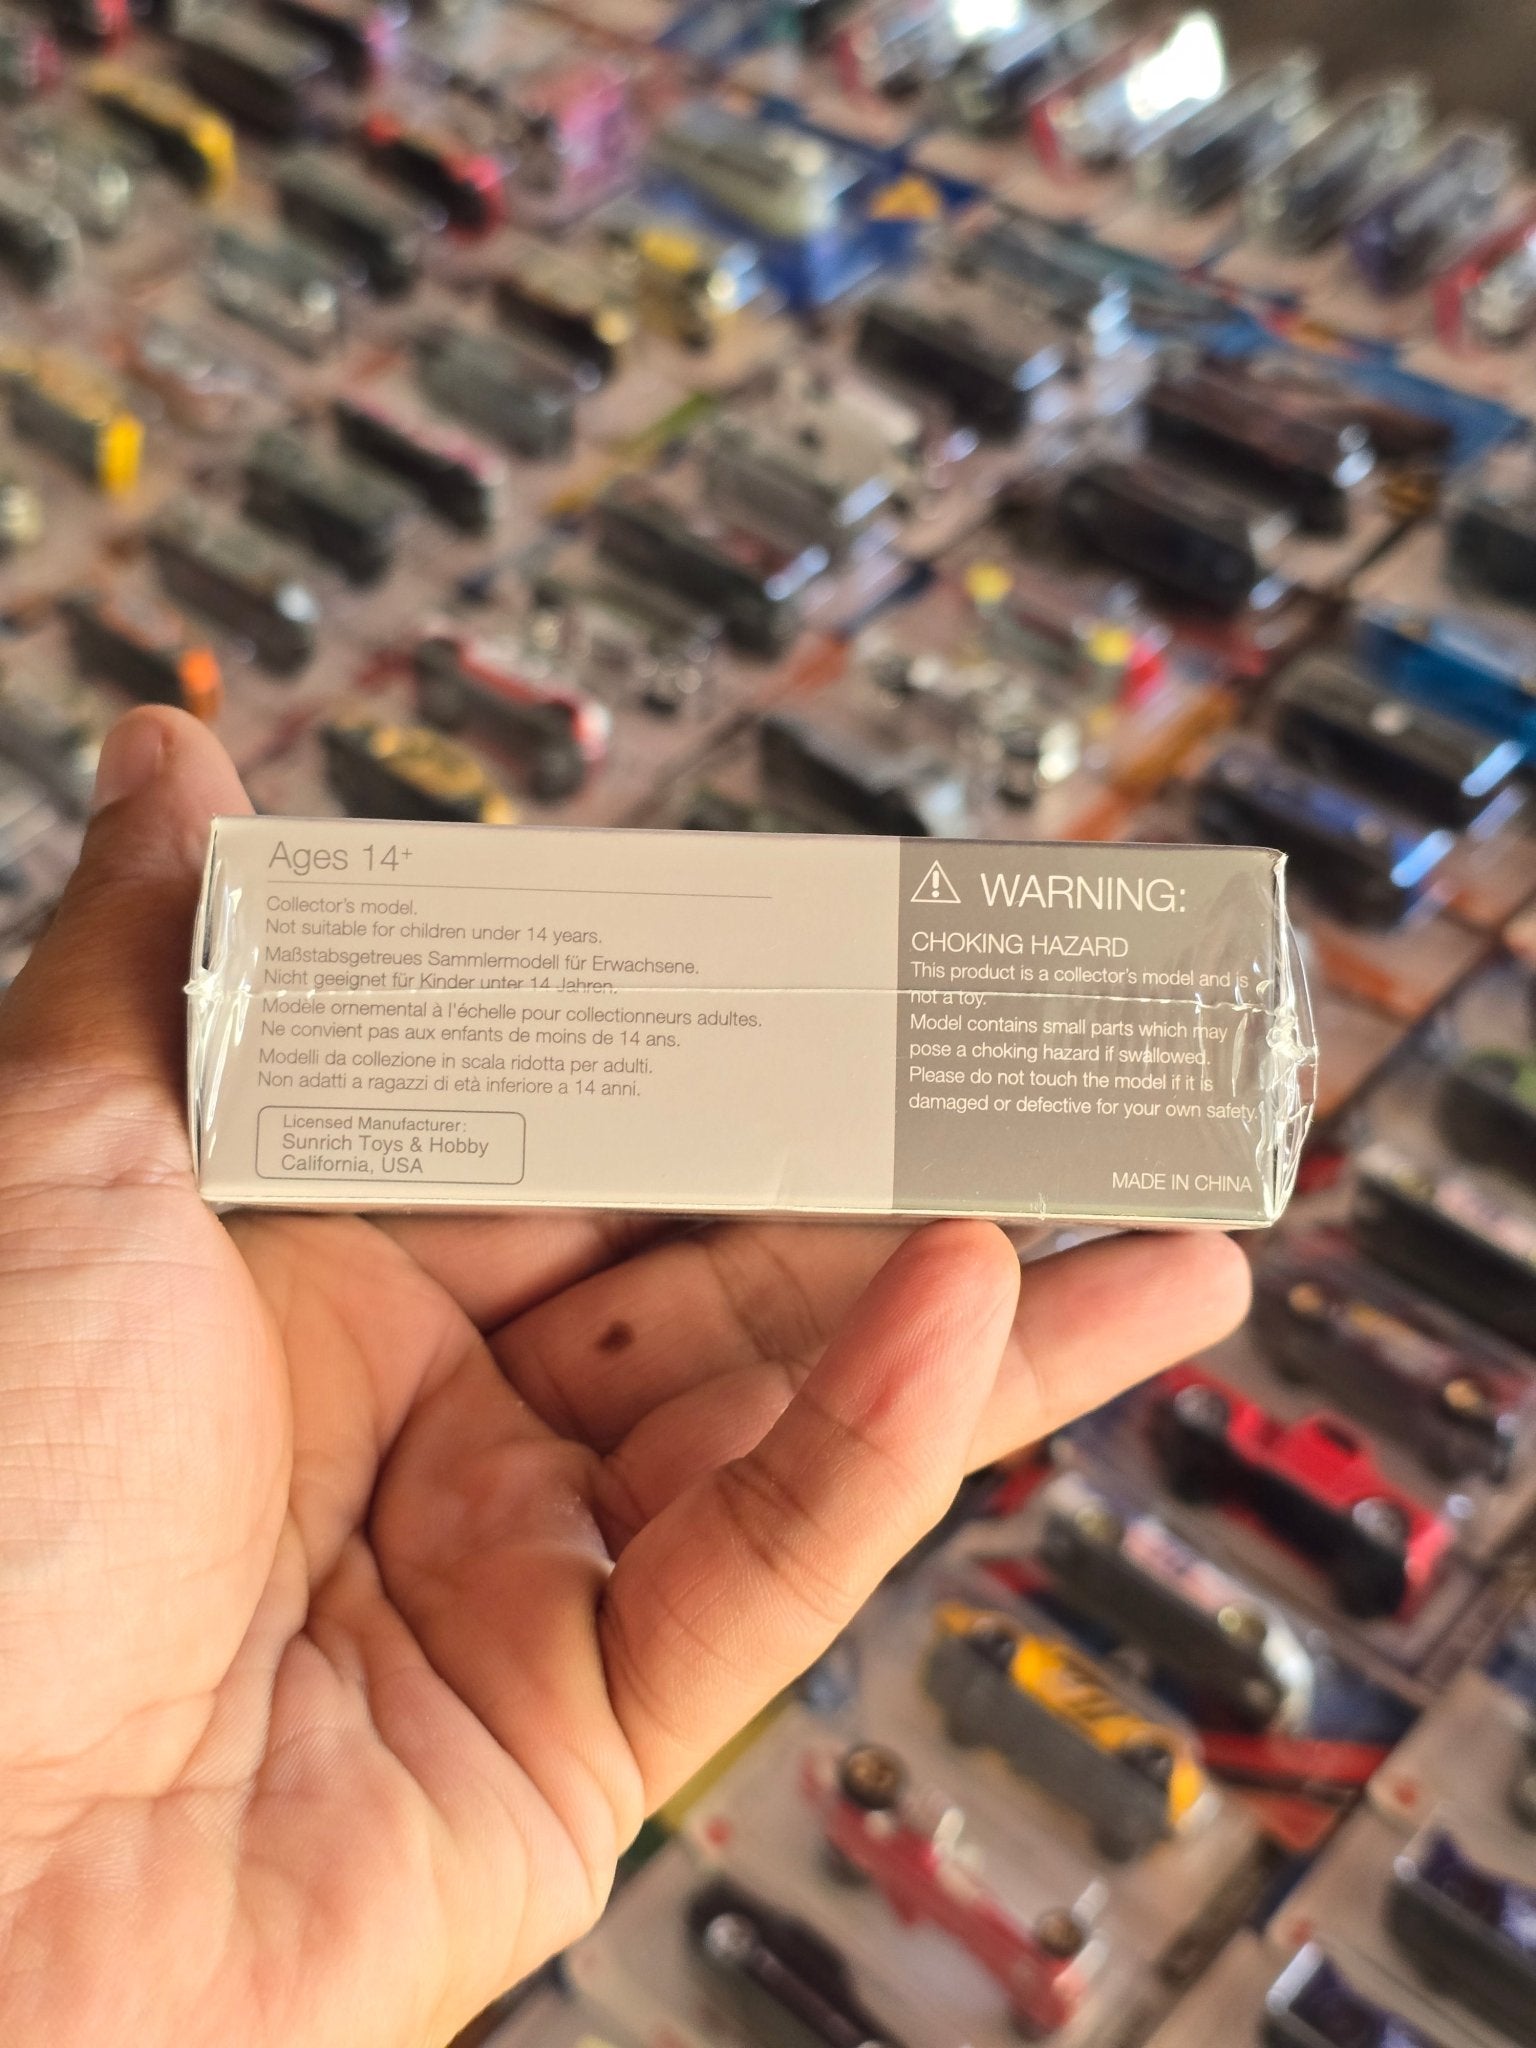 Ages 14+
Collector's model.
Not suitable for children under 14 years.
Maßstabsgetreues Sammlermodell für Erwachsene.
Nicht geeignet für Kinder unter 14 Jahren.
Modèle ornemental à l'échelle pour collectionneurs adultes.
Ne convient pas aux enfants de moins de 14 ans.
Modelli da collezione in scala ridotta per adulti.
Non adatti a ragazzi di età inferiore a 14 anni.
Licensed Manufacturer:
Sunrich Toys & Hobby
California, USA
WARNING:
CHOKING HAZARD
This product is a collector's model and is
not a toy.
Model contains small parts which may
pose a choking hazard if swallowed.
Please do not touch the model if it is
damaged or defective for your own safety.
MADE IN CHINA